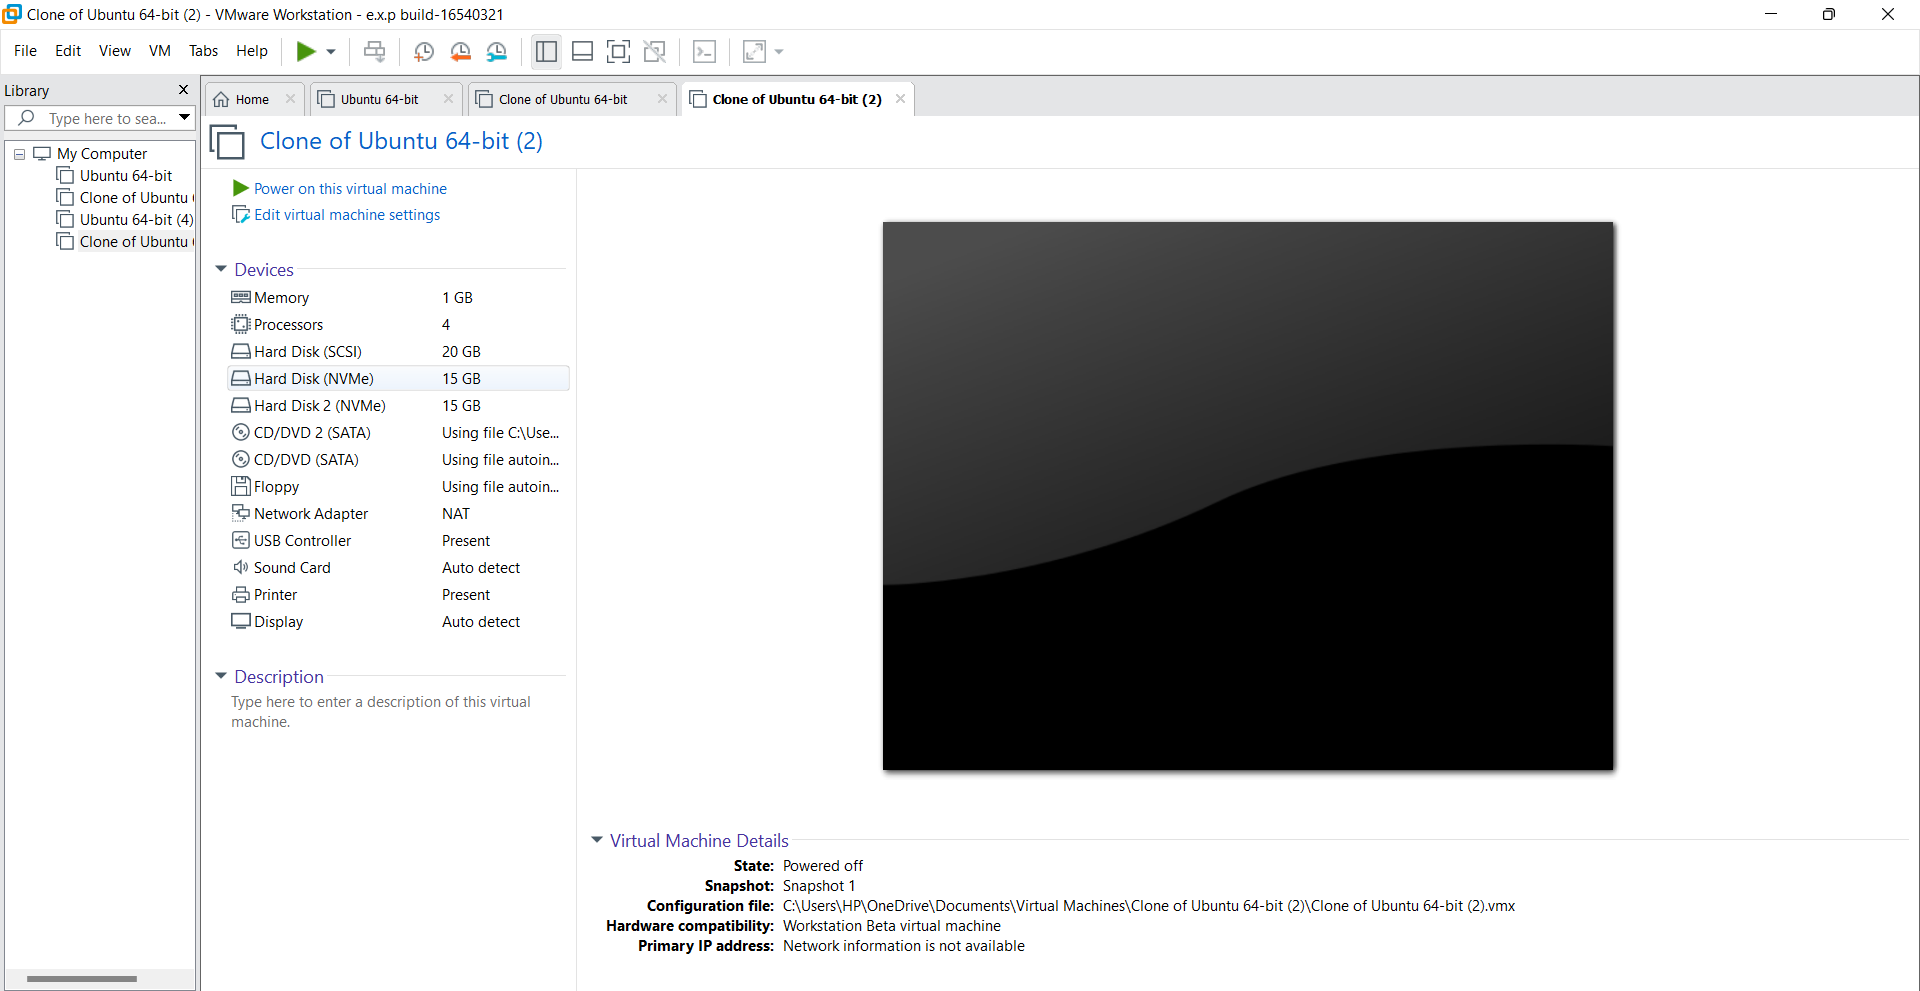 Clone of Ubuntu 64-bit (2) - VMware Workstation - e.x.p build-16540321
File Edit View VM Tabs Help
Library
Type here to sea...
My Computer
Ubuntu 64-bit
Clone of Ubuntu
Ubuntu 64-bit (4)
Clone of Ubuntu
Home
Ubuntu 64-bit
Clone of Ubuntu 64-bit
Clone of Ubuntu 64-bit (2)
Clone of Ubuntu 64-bit (2)
Power on this virtual machine
Edit virtual machine settings
Devices
Memory 1 GB
Processors 4
Hard Disk (SCSI) 20 GB
Hard Disk (NVMe) 15 GB
Hard Disk 2 (NVMe) 15 GB
CD/DVD 2 (SATA) Using file C:\Use...
CD/DVD (SATA) Using file autoin...
Floppy Using file autoin...
Network Adapter NAT
USB Controller Present
Sound Card Auto detect
Printer Present
Display Auto detect
Description
Type here to enter a description of this virtual
machine.
Virtual Machine Details
State: Powered off
Snapshot: Snapshot 1
Configuration file: C:\Users\HP\OneDrive\Documents\Virtual Machines\Clone of Ubuntu 64-bit (2)\Clone of Ubuntu 64-bit (2).vmx
Hardware compatibility: Workstation Beta virtual machine
Primary IP address: Network information is not available